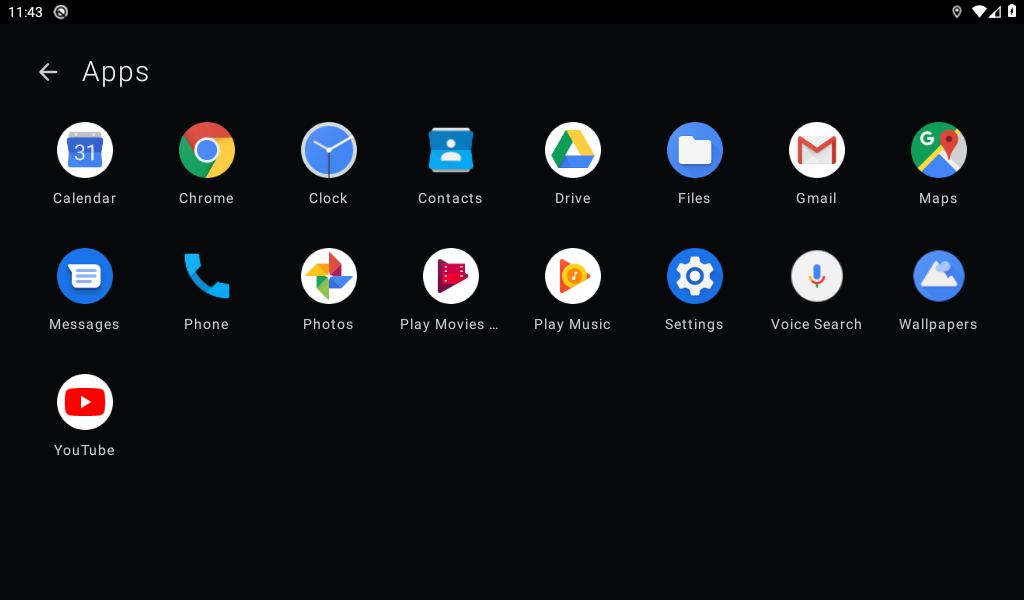 11:43
Apps
31
G
Calendar
Chrome
Clock
Contacts
Drive
Files
Gmail
Maps
Messages
Phone
Photos
Play Movies …
Play Music
Settings
Voice Search
Wallpapers
YouTube